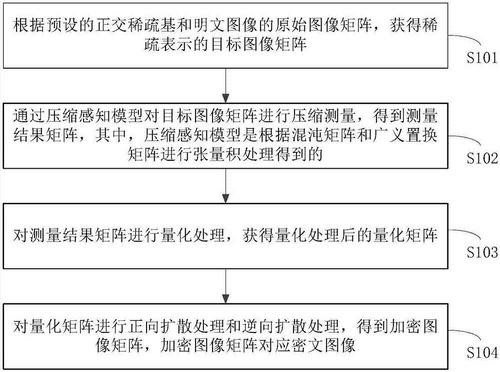 根据预设的正交稀疏基和明文图像的原始图像矩阵，获得稀
疏表示的目标图像矩阵
S101
通过压缩感知模型对目标图像矩阵进行压缩测量，得到测量
结果矩阵，其中，压缩感知模型是根据混沌矩阵和广义置换
矩阵进行张量积处理得到的
S102
对测量结果矩阵进行量化处理，获得量化处理后的量化矩阵
S103
对量化矩阵进行正向扩散处理和逆向扩散处理，得到加密图
像矩阵，加密图像矩阵对应密文图像
S104